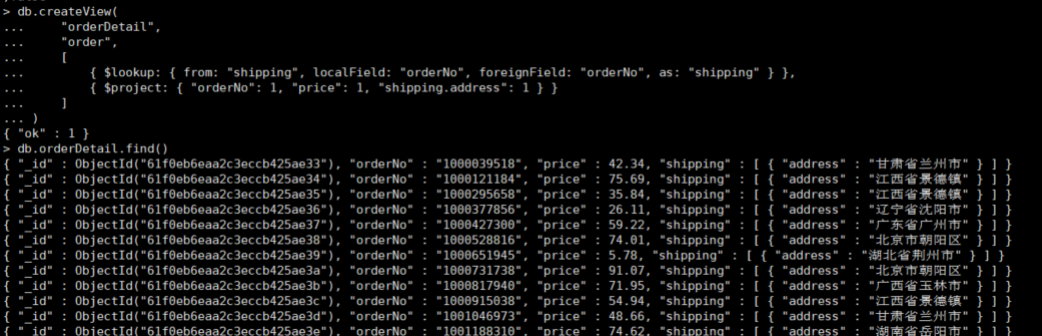 > db.createView(
... "orderDetail",
... "order",
... [
... { $lookup: { from: "shipping", localField: "orderNo", foreignField: "orderNo", as: "shipping" } },
... { $project: { "orderNo": 1, "price": 1, "shipping.address": 1 } }
... ]
... )
{ "ok" : 1 }
> db.orderDetail.find()
{ "_id" : ObjectId("61f0eb6eaa2c3eccb425ae33"), "orderNo" : "1000039518", "price" : 42.34, "shipping" : [ { "address" : "甘肃省兰州市" } ] }
{ "_id" : ObjectId("61f0eb6eaa2c3eccb425ae34"), "orderNo" : "1000121184", "price" : 75.69, "shipping" : [ { "address" : "江西省景德镇" } ] }
{ "_id" : ObjectId("61f0eb6eaa2c3eccb425ae35"), "orderNo" : "1000295658", "price" : 35.84, "shipping" : [ { "address" : "江西省景德镇" } ] }
{ "_id" : ObjectId("61f0eb6eaa2c3eccb425ae36"), "orderNo" : "1000377856", "price" : 26.11, "shipping" : [ { "address" : "辽宁省沈阳市" } ] }
{ "_id" : ObjectId("61f0eb6eaa2c3eccb425ae37"), "orderNo" : "1000427300", "price" : 59.22, "shipping" : [ { "address" : "广东省广州市" } ] }
{ "_id" : ObjectId("61f0eb6eaa2c3eccb425ae38"), "orderNo" : "1000528816", "price" : 74.01, "shipping" : [ { "address" : "北京市朝阳区" } ] }
{ "_id" : ObjectId("61f0eb6eaa2c3eccb425ae39"), "orderNo" : "1000651945", "price" : 5.78, "shipping" : [ { "address" : "湖北省荆州市" } ] }
{ "_id" : ObjectId("61f0eb6eaa2c3eccb425ae3a"), "orderNo" : "1000731738", "price" : 91.07, "shipping" : [ { "address" : "北京市朝阳区" } ] }
{ "_id" : ObjectId("61f0eb6eaa2c3eccb425ae3b"), "orderNo" : "1000817940", "price" : 71.95, "shipping" : [ { "address" : "广西省玉林市" } ] }
{ "_id" : ObjectId("61f0eb6eaa2c3eccb425ae3c"), "orderNo" : "1000915038", "price" : 54.94, "shipping" : [ { "address" : "江西省景德镇" } ] }
{ "_id" : ObjectId("61f0eb6eaa2c3eccb425ae3d"), "orderNo" : "1001046973", "price" : 48.66, "shipping" : [ { "address" : "甘肃省兰州市" } ] }
{ "_id" : ObjectId("61f0eb6eaa2c3eccb425ae3e"), "orderNo" : "1001188310", "price" : 74.62, "shipping" : [ { "address" : "湖南省岳阳市" } ] }